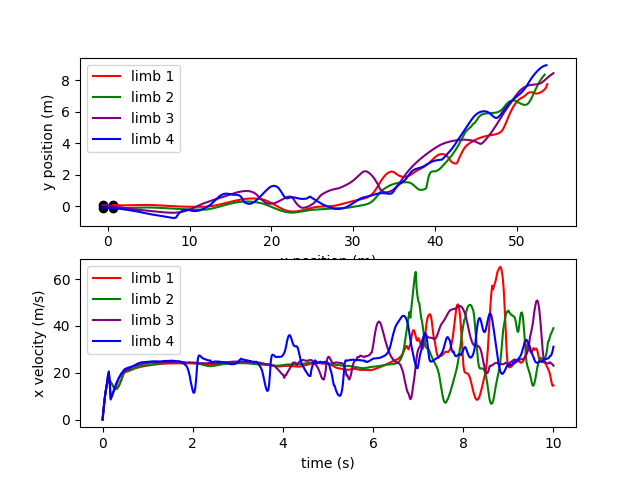 limb 1
limb 2
limb 3
limb 4
y position (m)
8
6
4
2
0
0 10 20 30 40 50
x position (m)
limb 1
limb 2
limb 3
limb 4
x velocity (m/s)
60
40
20
0
0 2 4 6 8 10
time (s)